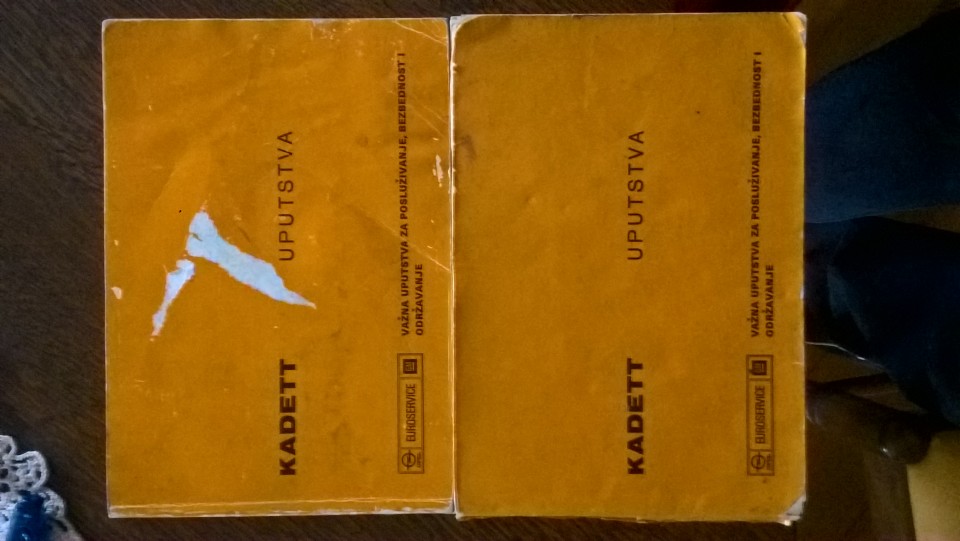 KADETT UPUTSTVA
EUROSERVICE
VAŽNA UPUTSTVA ZA POSLUŽIVANJE, BEZBEDNOST I
ODRŽAVANJE
KADETT UPUTSTVA
EUROSERVICE
VAŽNA UPUTSTVA ZA POSLUŽIVANJE, BEZBEDNOST I
ODRŽAVANJE